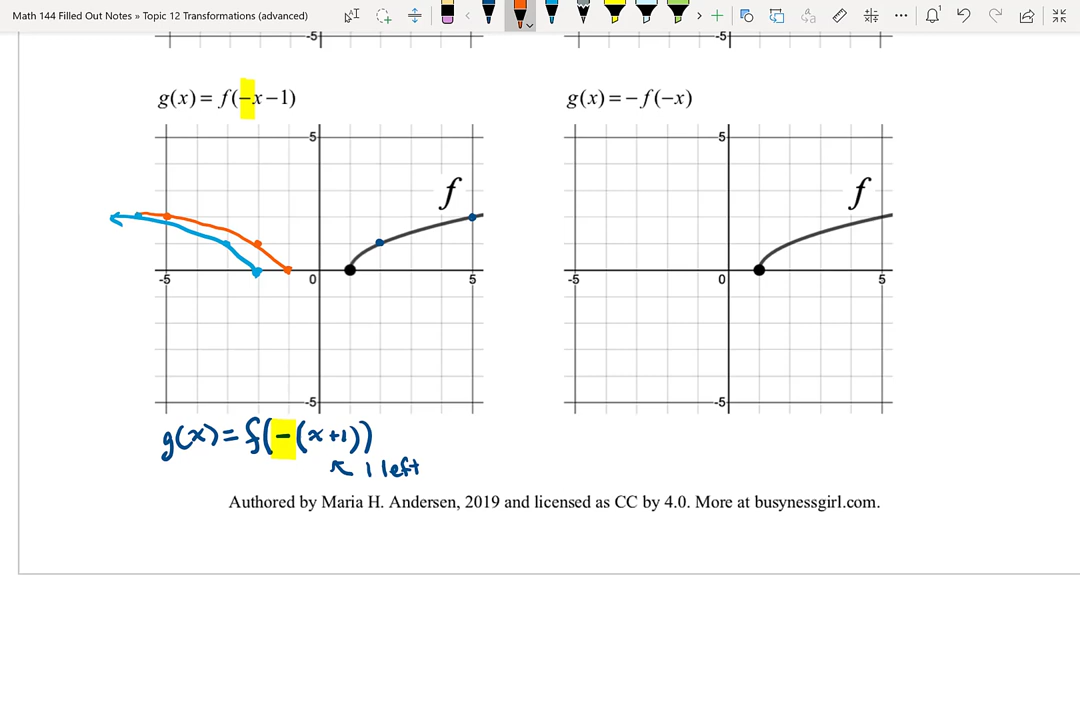 Math 144 Filled Out Notes » Topic 12 Transformations (advanced)
-5
-5
g(x) = f(−x−1)
g(x) = − f(−x)
5
f
-5
0
5
-5
5
f
-5
0
5
-5
g(x) = f(-(x+1))
↖ 1 left
Authored by Maria H. Andersen, 2019 and licensed as CC by 4.0. More at busynessgirl.com.